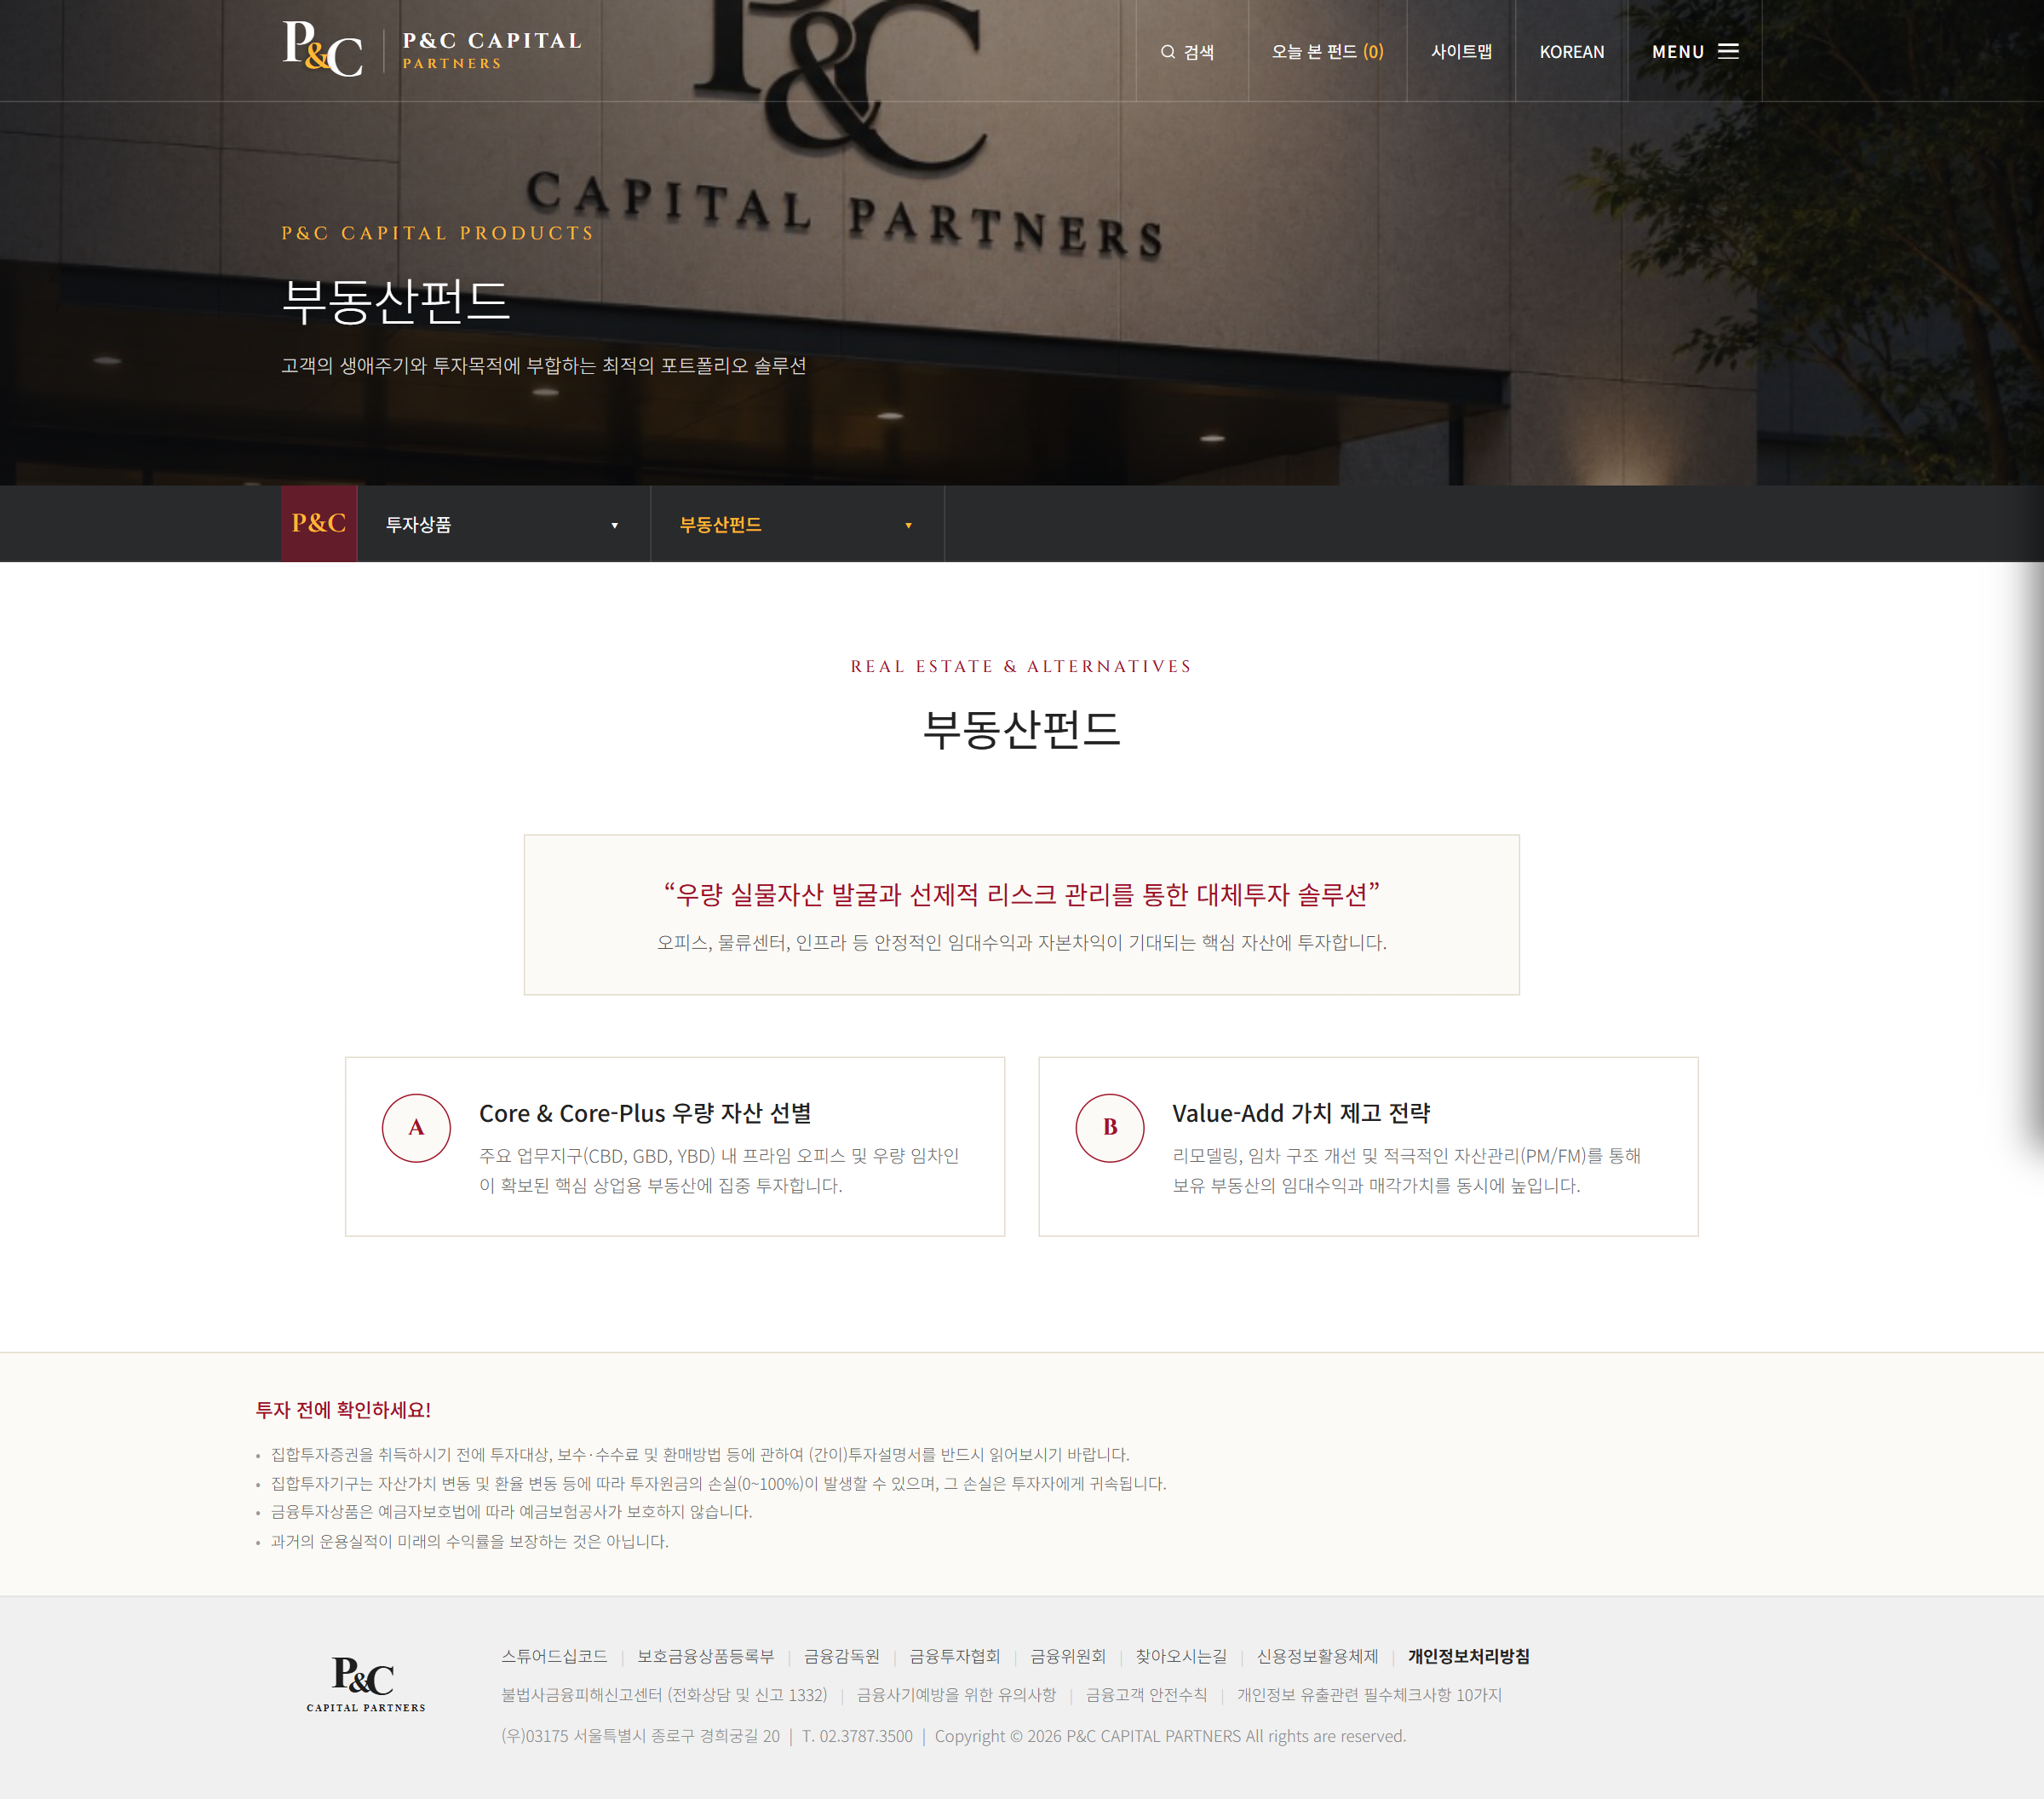 P&C
P&C CAPITAL
PARTNERS
검색
오늘 본 펀드 (0)
사이트맵
KOREAN
MENU
P&C
CAPITAL PARTNERS
P&C CAPITAL PRODUCTS
부동산펀드
고객의 생애주기와 투자목적에 부합하는 최적의 포트폴리오 솔루션
P&C
투자상품
부동산펀드
REAL ESTATE & ALTERNATIVES
부동산펀드
“우량 실물자산 발굴과 선제적 리스크 관리를 통한 대체투자 솔루션”
오피스, 물류센터, 인프라 등 안정적인 임대수익과 자본차익이 기대되는 핵심 자산에 투자합니다.
A
Core & Core-Plus 우량 자산 선별
주요 업무지구(CBD, GBD, YBD) 내 프라임 오피스 및 우량 임차인
이 확보된 핵심 상업용 부동산에 집중 투자합니다.
B
Value-Add 가치 제고 전략
리모델링, 임차 구조 개선 및 적극적인 자산관리(PM/FM)를 통해
보유 부동산의 임대수익과 매각가치를 동시에 높입니다.
투자 전에 확인하세요!
• 집합투자증권을 취득하시기 전에 투자대상, 보수·수수료 및 환매방법 등에 관하여 (간이)투자설명서를 반드시 읽어보시기 바랍니다.
• 집합투자기구는 자산가치 변동 및 환율 변동 등에 따라 투자원금의 손실(0~100%)이 발생할 수 있으며, 그 손실은 투자자에게 귀속됩니다.
• 금융투자상품은 예금자보호법에 따라 예금보험공사가 보호하지 않습니다.
• 과거의 운용실적이 미래의 수익률을 보장하는 것은 아닙니다.
P&C
CAPITAL PARTNERS
스튜어드십코드 | 보호금융상품등록부 | 금융감독원 | 금융투자협회 | 금융위원회 | 찾아오시는길 | 신용정보활용체제 | 개인정보처리방침
불법사금융피해신고센터 (전화상담 및 신고 1332) | 금융사기예방을 위한 유의사항 | 금융고객 안전수칙 | 개인정보 유출관련 필수체크사항 10가지
(우)03175 서울특별시 종로구 경희궁길 20 | T. 02.3787.3500 | Copyright © 2026 P&C CAPITAL PARTNERS All rights are reserved.